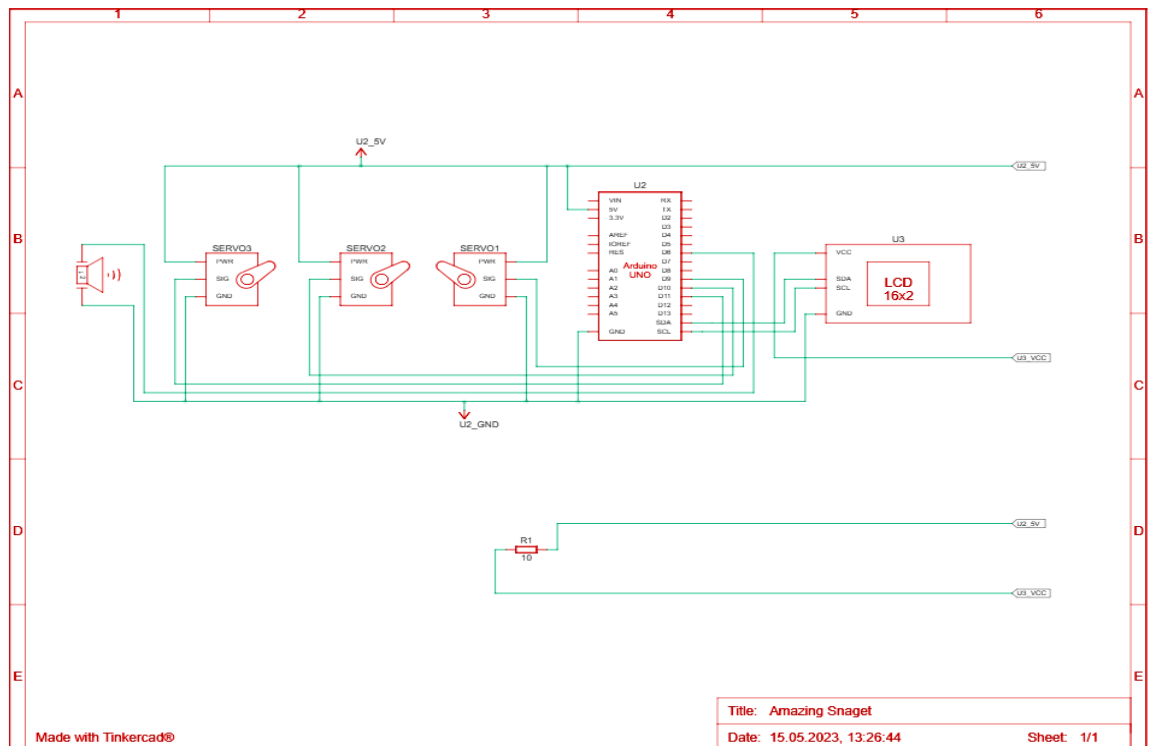 1 2 3 4 5 6
A A
U2_5V
U2_5V
U2
VIN RX
5V TX
3.3V D2
D3
AREF D4
IOREF D5
RES D6
D7
A0 D8
A1 D9
A2 D10
A3 D11
A4 D12
A5 D13
SDA
GND SCL
Arduino
UNO
B B
SERVO3 SERVO2 SERVO1
PWR PWR PWR
SIG SIG SIG
GND GND GND
U3
VCC
SDA
SCL
GND
LCD
16x2
U3_VCC
C C
U2_GND
D D
U2_5V
R1
10
U3_VCC
E E
Title: Amazing Snaget
Made with Tinkercad®
Date: 15.05.2023, 13:26:44 Sheet: 1/1